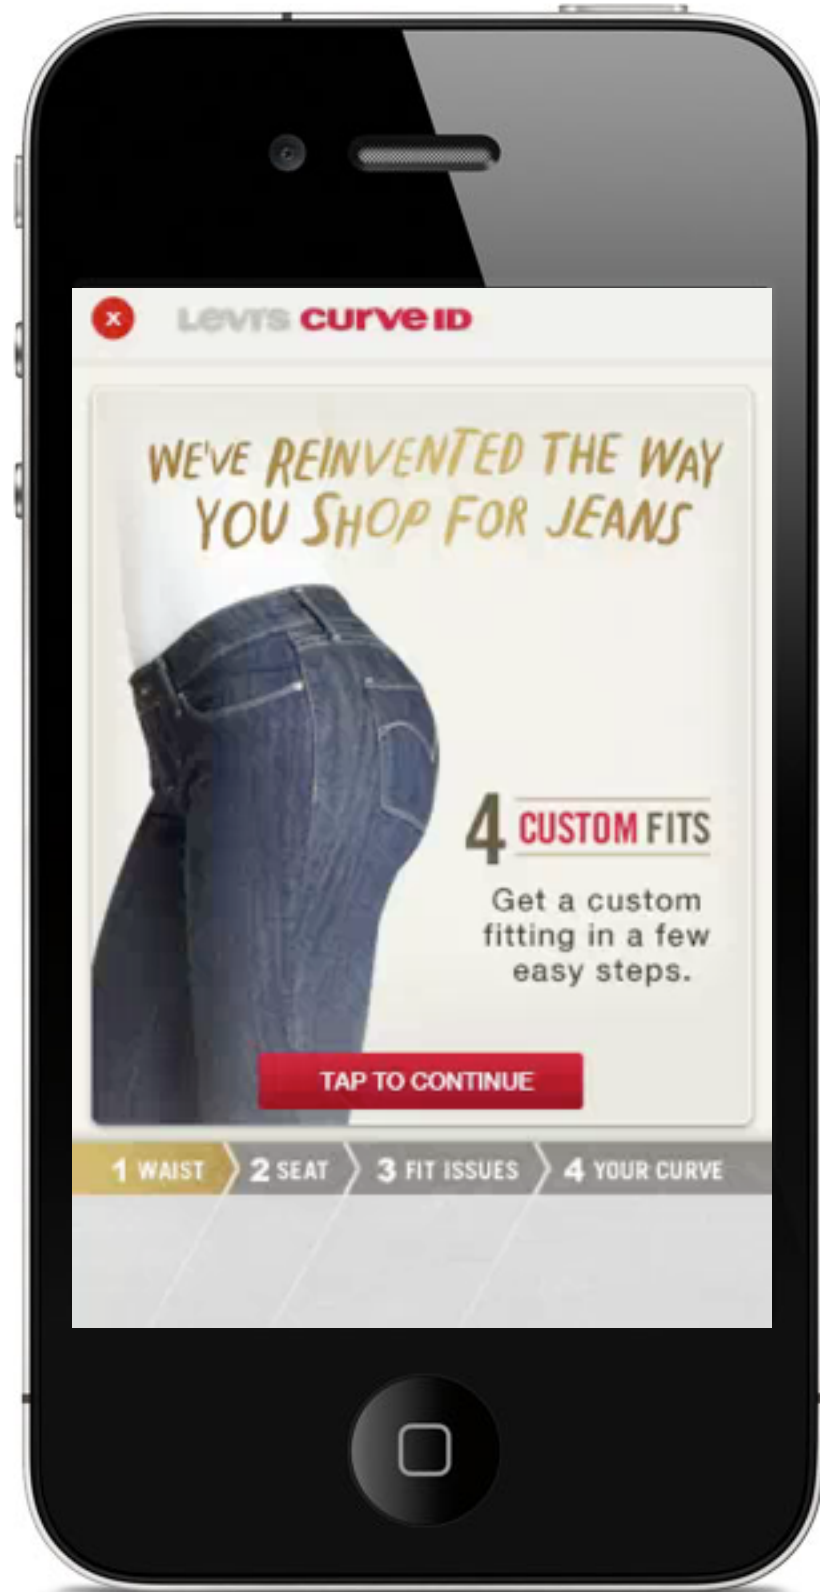 x
Levi's curve ID
WE'VE REINVENTED THE WAY
YOU SHOP FOR JEANS
4 CUSTOM FITS
Get a custom
fitting in a few
easy steps.
TAP TO CONTINUE
1 WAIST 2 SEAT 3 FIT ISSUES 4 YOUR CURVE